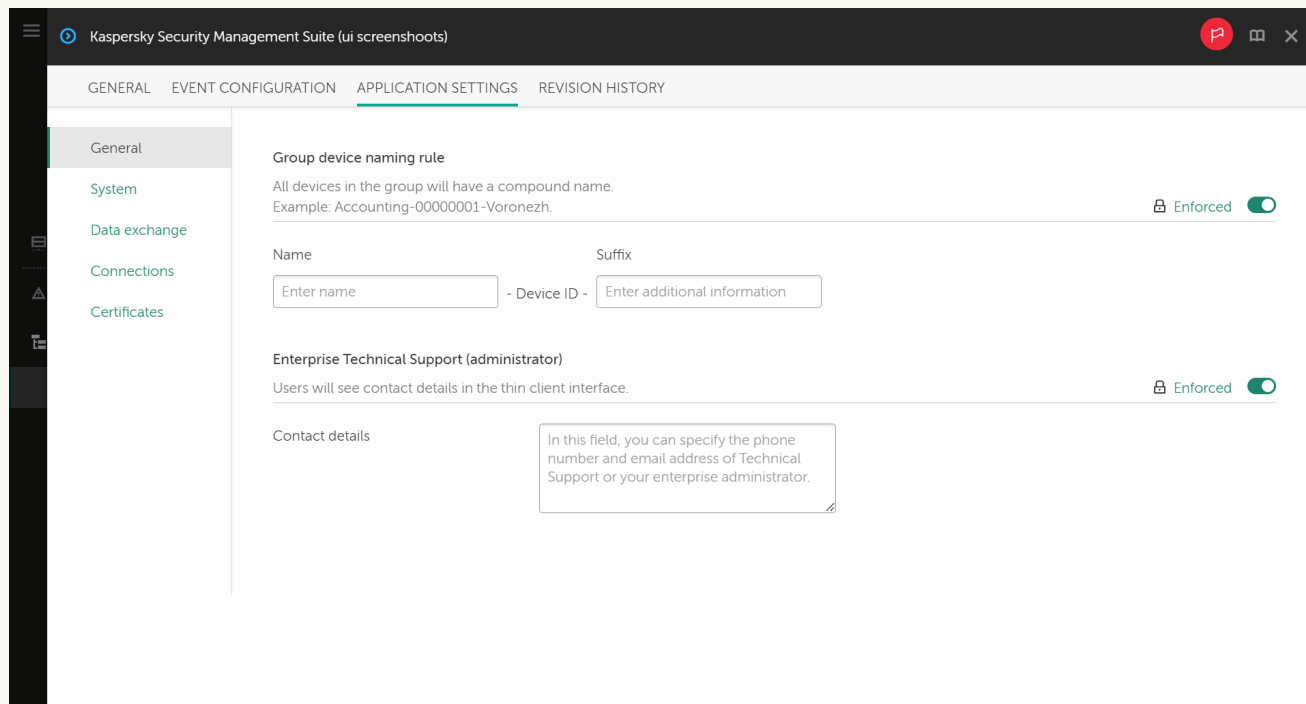 Kaspersky Security Management Suite (ui screenshoots)
GENERAL EVENT CONFIGURATION APPLICATION SETTINGS REVISION HISTORY
General
System
Data exchange
Connections
Certificates
Group device naming rule
All devices in the group will have a compound name.
Example: Accounting-00000001-Voronezh.
Enforced
Name Suffix
Enter name - Device ID - Enter additional information
Enterprise Technical Support (administrator)
Users will see contact details in the thin client interface.
Enforced
Contact details
In this field, you can specify the phone
number and email address of Technical
Support or your enterprise administrator.